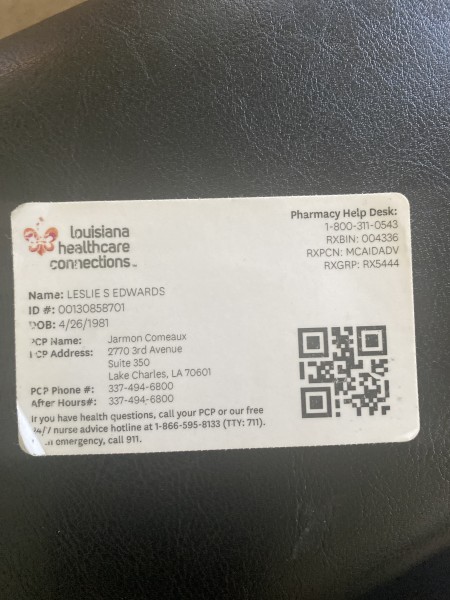 louisiana
healthcare
connections
Pharmacy Help Desk:
1-800-311-0543
RXBIN: 004336
RXPCN: MCAIDADV
RXGRP: RX5444
Name: LESLIE S EDWARDS
ID #: 00130858701
DOB: 4/26/1981
PCP Name: Jarmon Comeaux
PCP Address: 2770 3rd Avenue
Suite 350
Lake Charles, LA 70601
PCP Phone #: 337-494-6800
After Hours#: 337-494-6800
If you have health questions, call your PCP or our free
24/7 nurse advice hotline at 1-866-595-8133 (TTY: 711).
emergency, call 911.